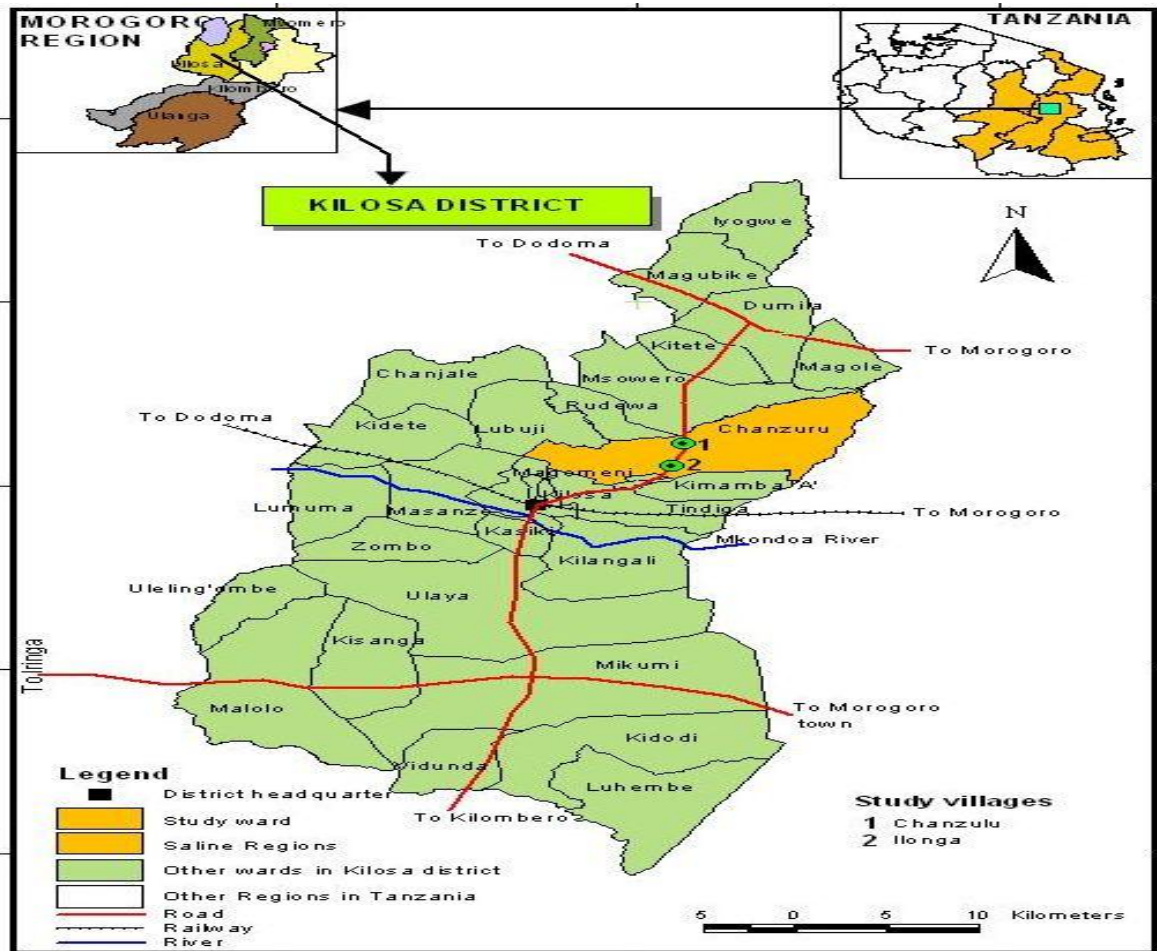 MOROGORO
REGION
Mvomero
Kilosa
Kilombero
Ulanga
TANZANIA
KILOSA DISTRICT
N
Iyogwe
To Dodoma
Magubike
Dumila
Kitete
To Morogoro
Magole
Chanjale
Msowero
Rudewa
To Dodoma
Kidete
Lubuji
Chanzuru
1
2
Magomeni
Kimamba 'A'
Kilosa
Lumuma
Masanze
Tindiga
To Morogoro
Kasiki
Mkondoa River
Zombo
Kilangali
Uleling'ombe
Ulaya
Kisanga
Mikumi
To Iringa
Malolo
To Morogoro
town
Kidodi
Vidunda
Luhembe
To Kilombero
Legend
District headquarter
Study ward
Saline Regions
Other wards in Kilosa district
Other Regions in Tanzania
Road
Railway
River
Study villages
1 Chanzulu
2 Ilonga
5 0 5 10 Kilometers